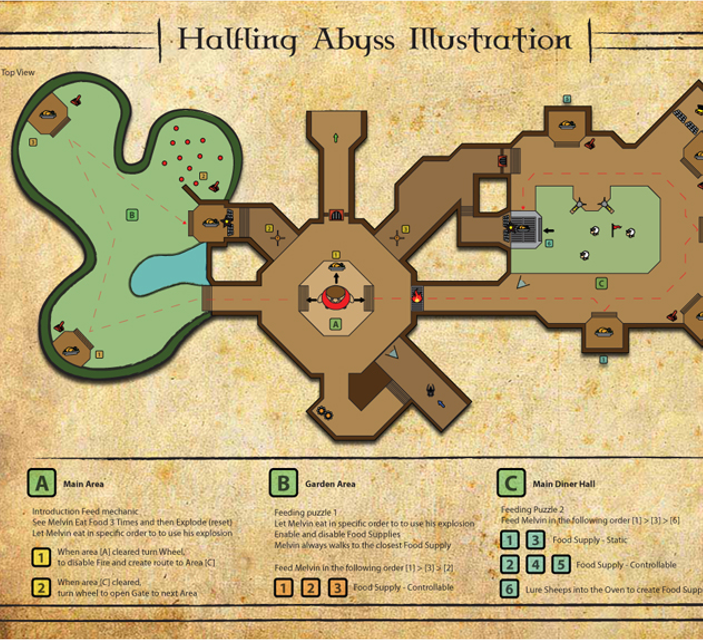 Halfling Abyss Illustration
Top View
A Main Area
Introduction Feed mechanic
See Melvin Eat Food 3 Times and then Explode (reset)
Let Melvin eat in specific order to to use his explosion
1 When area [A] cleared turn Wheel,
to disable Fire and create route to Area [C]
2 When area [C] cleared,
turn wheel to open Gate to next Area
B Garden Area
Feeding puzzle 1
Let Melvin eat in specific order to to use his explosion
Enable and disable Food Supplies
Melvin always walks to the closest Food Supply
Feed Melvin in the following order [1] > [3] > [2]
1 2 3 Food Supply - Controllable
C Main Diner Hall
Feeding Puzzle 2
Feed Melvin in the following order [1] > [3] > [6]
1 3 Food Supply - Static
2 4 5 Food Supply - Controllable
6 Lure Sheeps into the Oven to create Food Supp